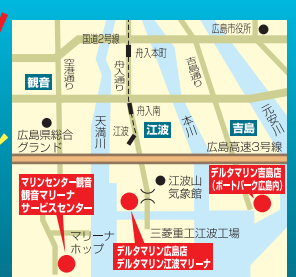 広島市役所
国道2号線
舟入本町
観音
空港通り
舟入通り
吉島通り
舟入南
天満川
江波
江波
本川
吉島
元安川
広島県総合
グランド
広島高速3号線
マリンセンター観音
観音マリーナ
サービスセンター
江波山
気象館
デルタマリン吉島店
(ボートパーク広島内)
マリーナ
ホップ
三菱重工江波工場
デルタマリン広島店
デルタマリン江波マリーナ